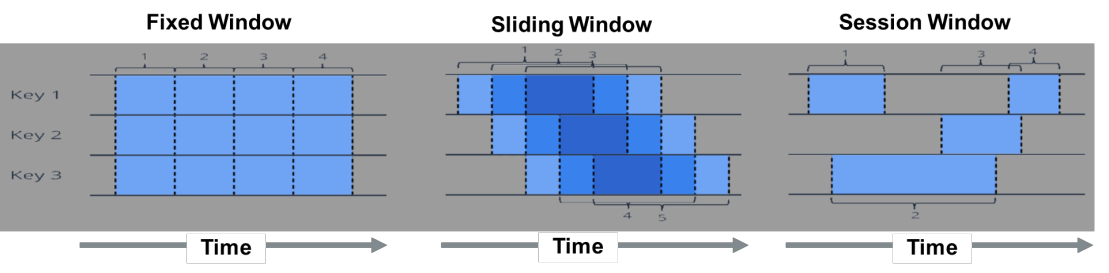 Fixed Window
Sliding Window
Session Window
1 2 3 4
1 2 3
1 3 4
Key 1
Key 2
Key 3
4 5
2
Time
Time
Time